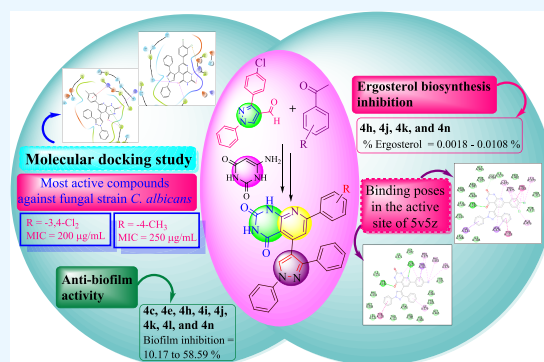 Molecular docking study
Most active compounds
against fungal strain C. albicans
R = -3,4-Cl2
MIC = 200 µg/mL
R = -4-CH3
MIC = 250 µg/mL
Anti-biofilm
activity
4c, 4e, 4h, 4i, 4j,
4k, 4l, and 4n
Biofilm inhibition =
10.17 to 58.59 %
Cl
N
N
O
H
+
O
R
O
NH2
HN
N
H
O
O
H
N
N
R
HN
O
N
N
Ergosterol biosynthesis
inhibition
4h, 4j, 4k, and 4n
% Ergosterol = 0.0018 - 0.0108 %
Binding poses
in the active
site of 5v5z